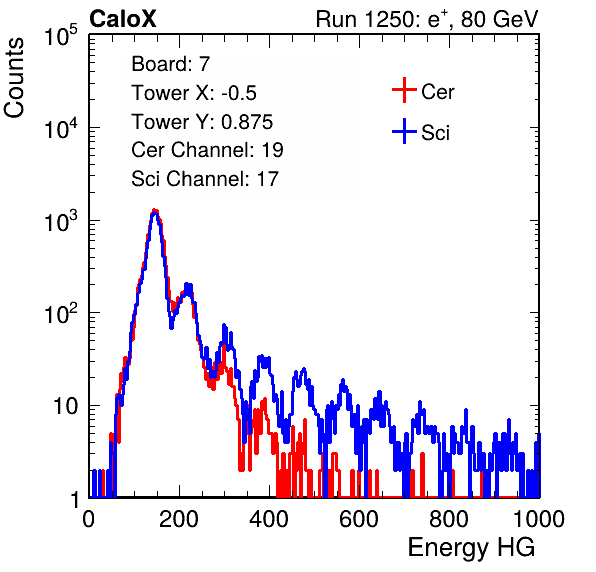 CaloX Run 1250: e⁺, 80 GeV
Counts
Board: 7
Tower X: -0.5
Tower Y: 0.875
Cer Channel: 19
Sci Channel: 17
Cer
Sci
10⁵
10⁴
10³
10²
10
1
0 200 400 600 800 1000
Energy HG